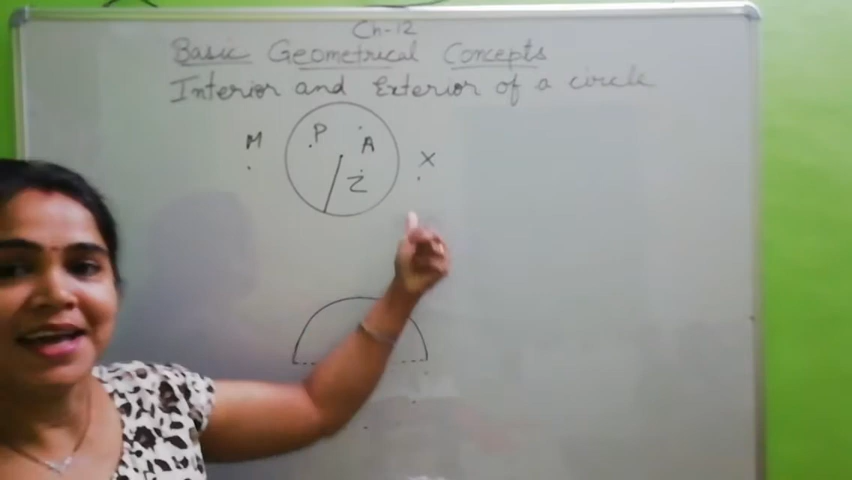 Ch-12
Basic Geometrical Concepts
Interior and Exterior of a circle
M P A X
Z